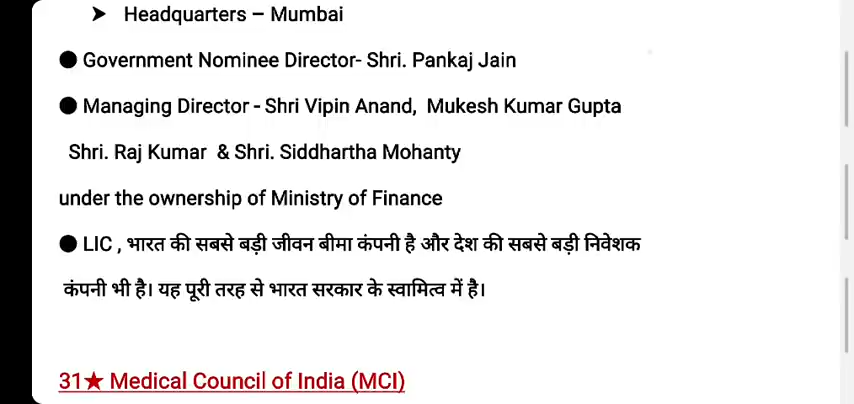 ➤ Headquarters – Mumbai
● Government Nominee Director- Shri. Pankaj Jain
● Managing Director - Shri Vipin Anand, Mukesh Kumar Gupta
Shri. Raj Kumar & Shri. Siddhartha Mohanty
under the ownership of Ministry of Finance
● LIC , भारत की सबसे बड़ी जीवन बीमा कंपनी है और देश की सबसे बड़ी निवेशक
कंपनी भी है। यह पूरी तरह से भारत सरकार के स्वामित्व में है।
31★ Medical Council of India (MCI)